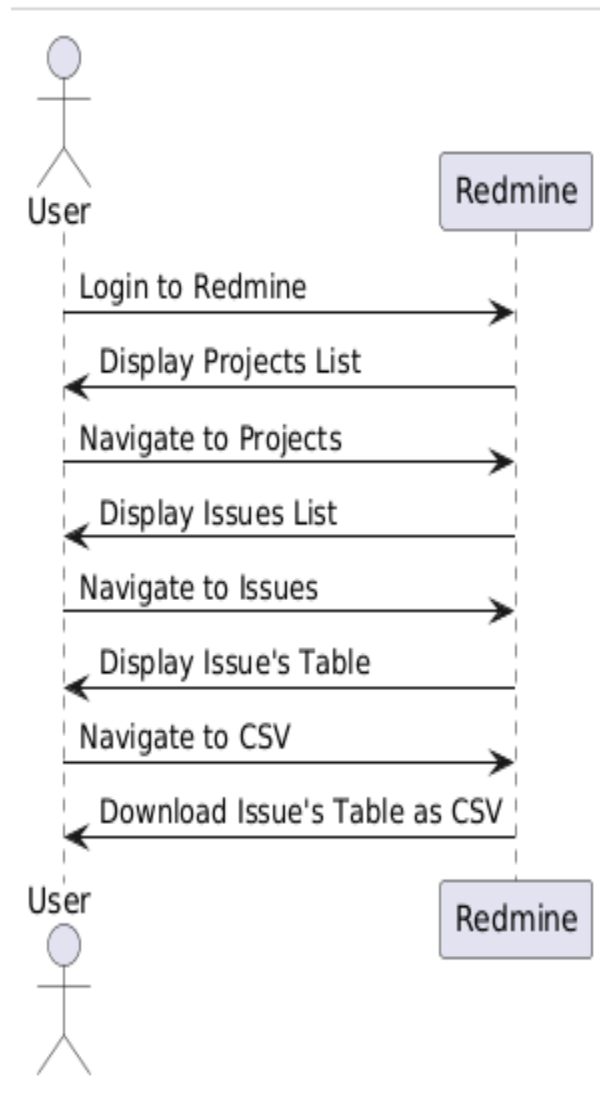 User
Redmine
Login to Redmine
Display Projects List
Navigate to Projects
Display Issues List
Navigate to Issues
Display Issue's Table
Navigate to CSV
Download Issue's Table as CSV
User
Redmine